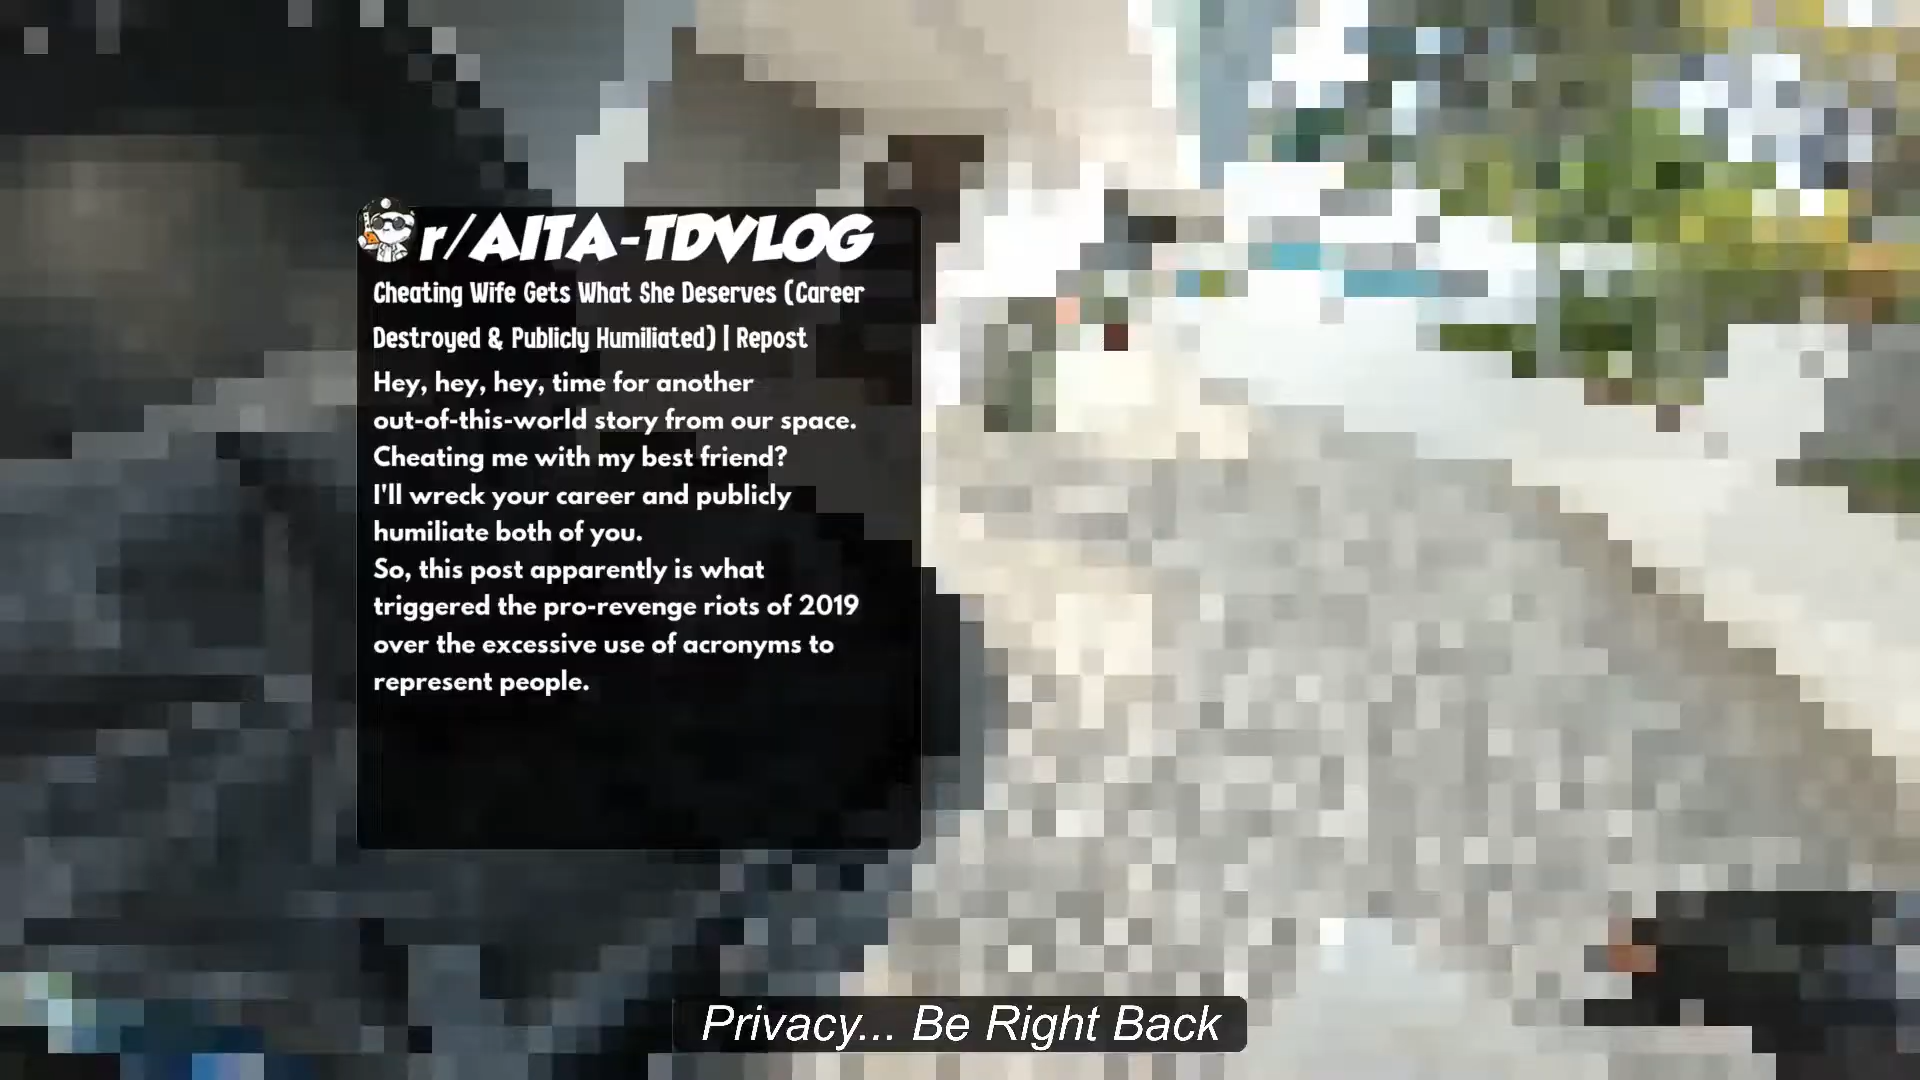 r/AITA-TDVLOG
Cheating Wife Gets What She Deserves (Career
Destroyed & Publicly Humiliated) | Repost
Hey, hey, hey, time for another
out-of-this-world story from our space.
Cheating me with my best friend?
I'll wreck your career and publicly
humiliate both of you.
So, this post apparently is what
triggered the pro-revenge riots of 2019
over the excessive use of acronyms to
represent people.
Privacy... Be Right Back